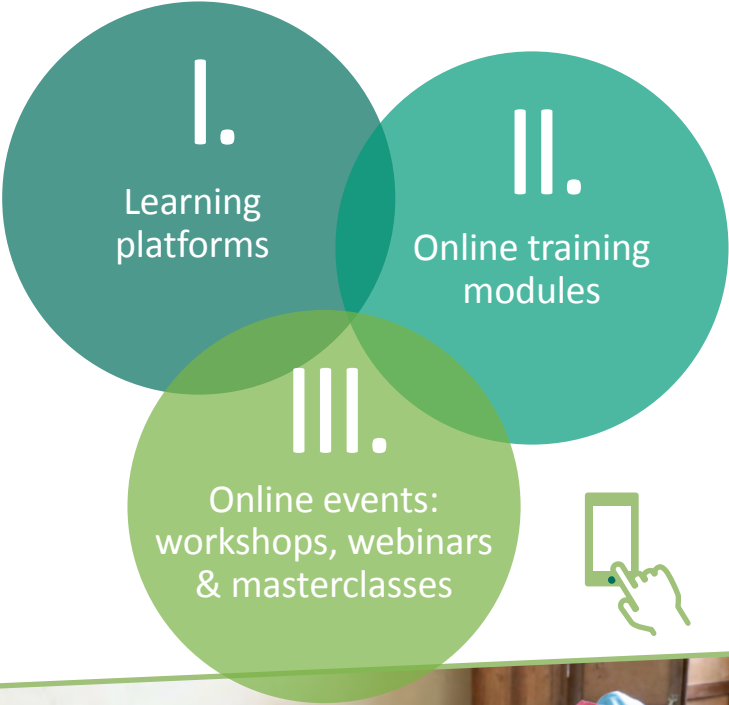 I.
Learning
platforms
II.
Online training
modules
III.
Online events:
workshops, webinars
& masterclasses